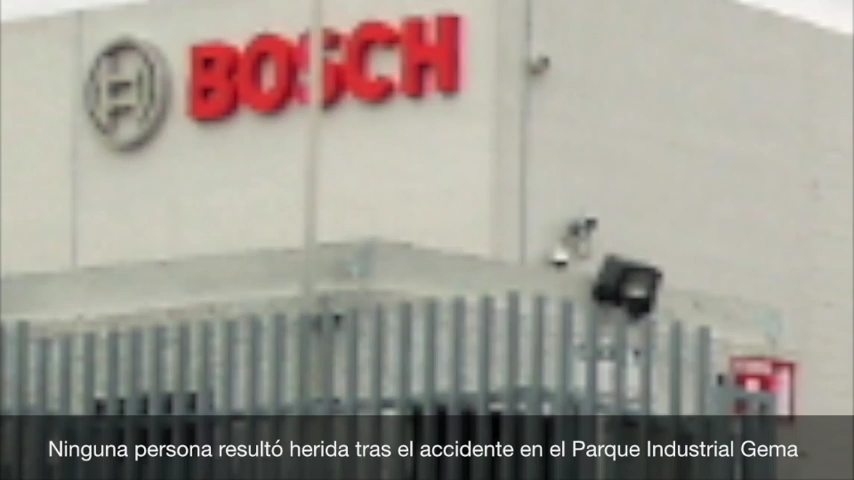 BOSCH
Ninguna persona resultó herida tras el accidente en el Parque Industrial Gema